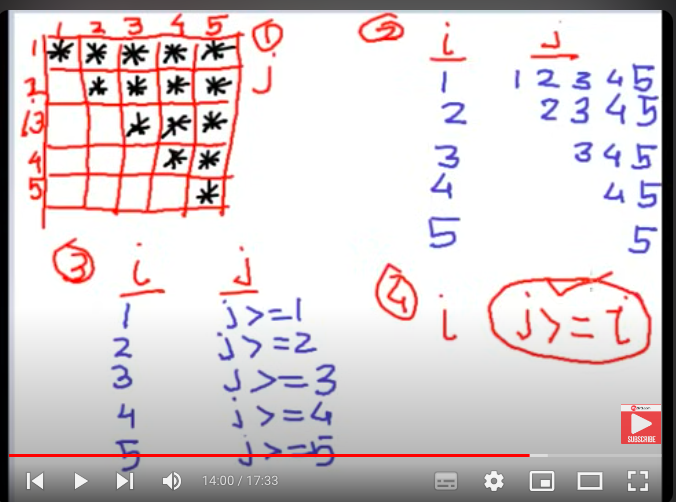 1 2 3 4 5
1 * * * * * ① j
2 * * * *
3 * * *
4 * *
5 *
② i j
1 1 2 3 4 5
2 2 3 4 5
3 3 4 5
4 4 5
5 5
③ i j
1 j>=1
2 j>=2
3 j>=3
4 j>=4
5 j>=5
④ i j>=i
SUBSCRIBE
14:00 / 17:33